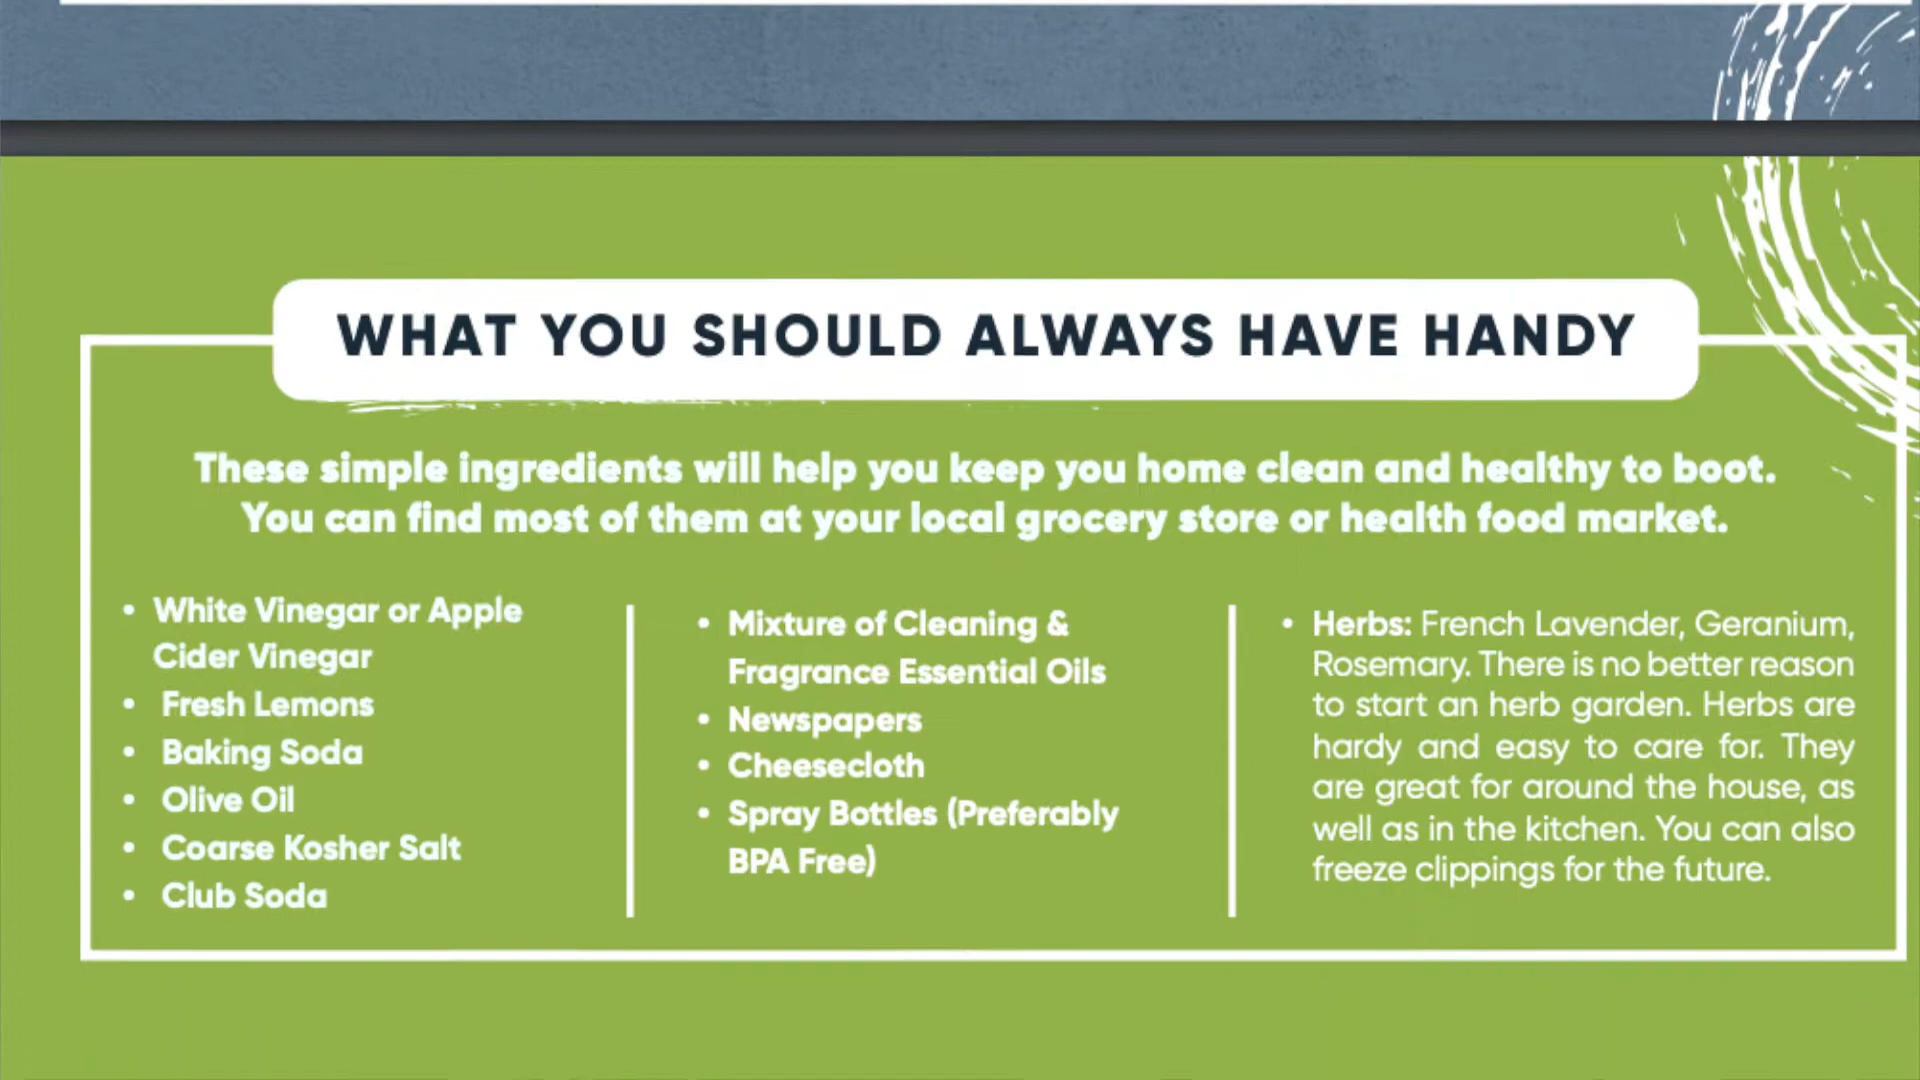 WHAT YOU SHOULD ALWAYS HAVE HANDY
These simple ingredients will help you keep you home clean and healthy to boot.
You can find most of them at your local grocery store or health food market.
• White Vinegar or Apple
Cider Vinegar
• Fresh Lemons
• Baking Soda
• Olive Oil
• Coarse Kosher Salt
• Club Soda
• Mixture of Cleaning &
Fragrance Essential Oils
• Newspapers
• Cheesecloth
• Spray Bottles (Preferably
BPA Free)
• Herbs: French Lavender, Geranium,
Rosemary. There is no better reason
to start an herb garden. Herbs are
hardy and easy to care for. They
are great for around the house, as
well as in the kitchen. You can also
freeze clippings for the future.